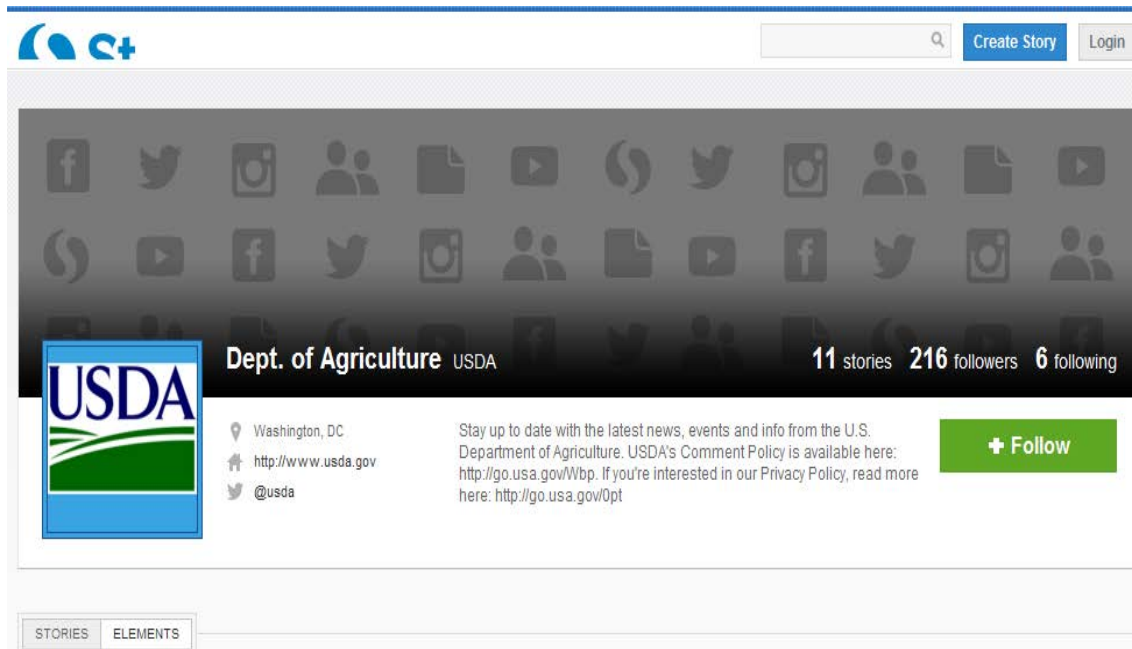 Create Story
Login
Dept. of Agriculture USDA
11 stories 216 followers 6 following
USDA
Washington, DC
http://www.usda.gov
@usda
Stay up to date with the latest news, events and info from the U.S.
Department of Agriculture. USDA's Comment Policy is available here:
http://go.usa.gov/Wbp. If you're interested in our Privacy Policy, read more
here: http://go.usa.gov/0pt
+ Follow
STORIES
ELEMENTS